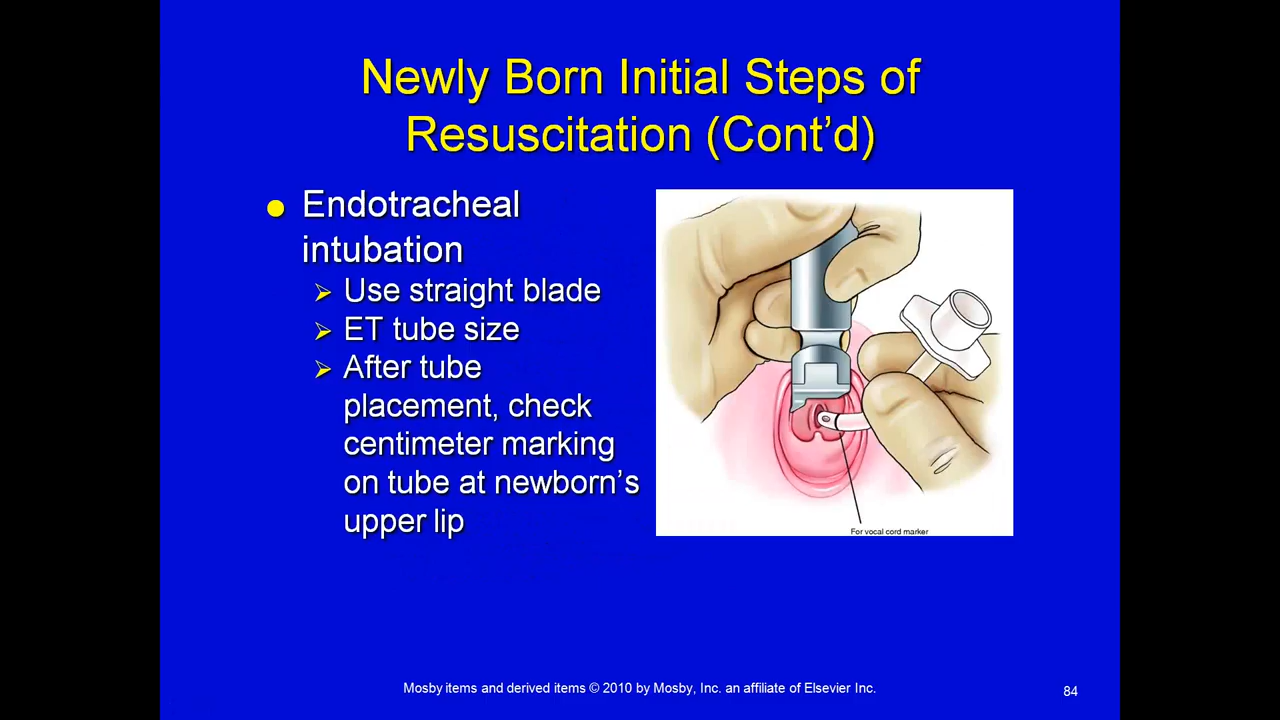 Newly Born Initial Steps of
Resuscitation (Cont’d)
Endotracheal
intubation
Use straight blade
ET tube size
After tube
placement, check
centimeter marking
on tube at newborn’s
upper lip
For vocal cord marker
Mosby items and derived items © 2010 by Mosby, Inc. an affiliate of Elsevier Inc.
84